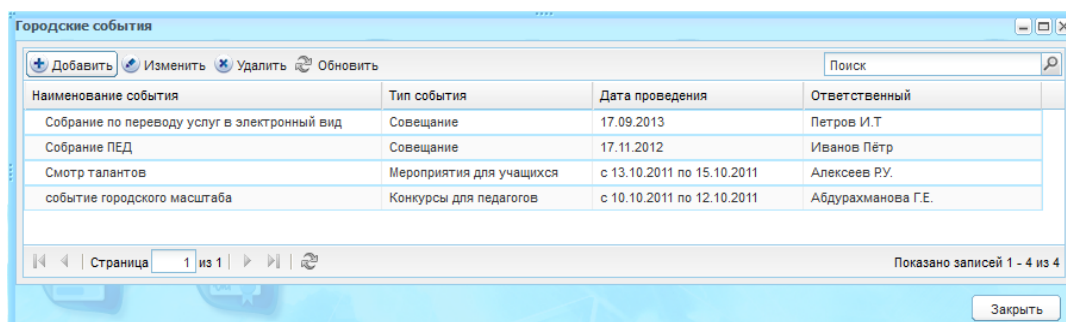 Городские события
Добавить Изменить Удалить Обновить Поиск
Наименование события Тип события Дата проведения Ответственный
Собрание по переводу услуг в электронный вид Совещание 17.09.2013 Петров И.Т
Собрание ПЕД Совещание 17.11.2012 Иванов Пётр
Смотр талантов Мероприятия для учащихся с 13.10.2011 по 15.10.2011 Алексеев Р.У.
событие городского масштаба Конкурсы для педагогов с 10.10.2011 по 12.10.2011 Абдурахманова Г.Е.
Страница 1 из 1 Показано записей 1 - 4 из 4
Закрыть